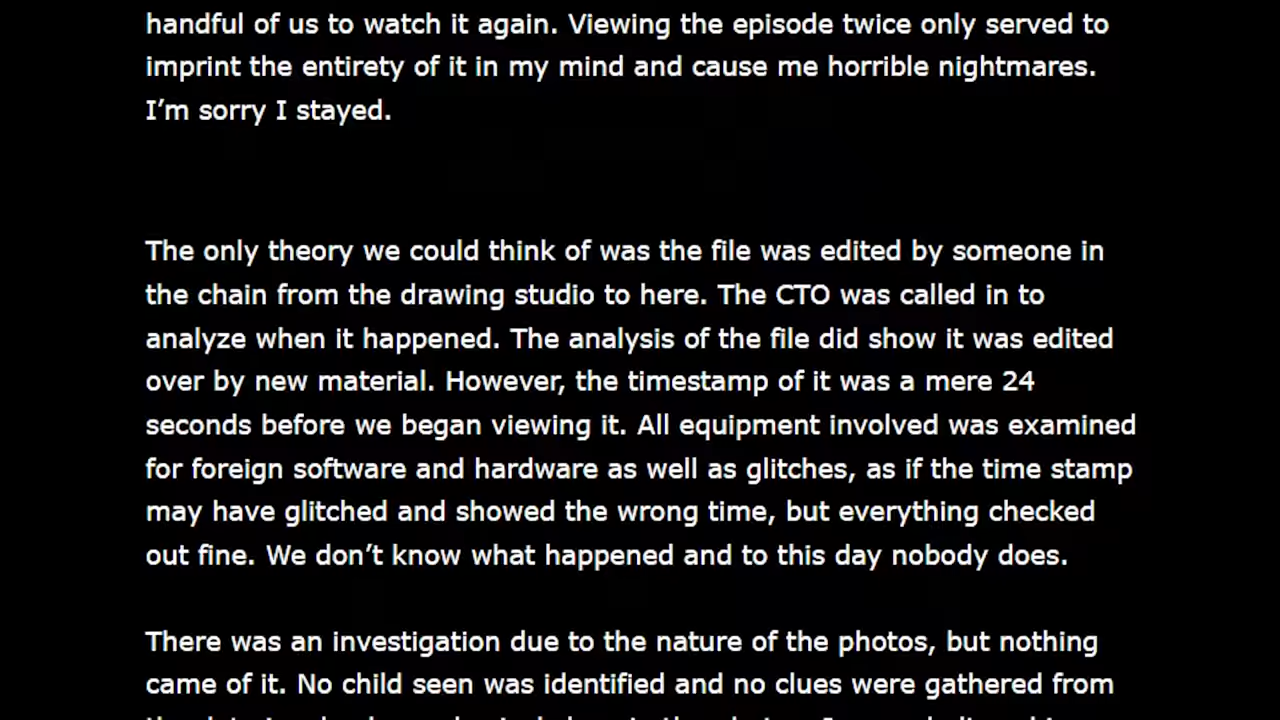 handful of us to watch it again. Viewing the episode twice only served to
imprint the entirety of it in my mind and cause me horrible nightmares.
I’m sorry I stayed.
The only theory we could think of was the file was edited by someone in
the chain from the drawing studio to here. The CTO was called in to
analyze when it happened. The analysis of the file did show it was edited
over by new material. However, the timestamp of it was a mere 24
seconds before we began viewing it. All equipment involved was examined
for foreign software and hardware as well as glitches, as if the time stamp
may have glitched and showed the wrong time, but everything checked
out fine. We don’t know what happened and to this day nobody does.
There was an investigation due to the nature of the photos, but nothing
came of it. No child seen was identified and no clues were gathered from